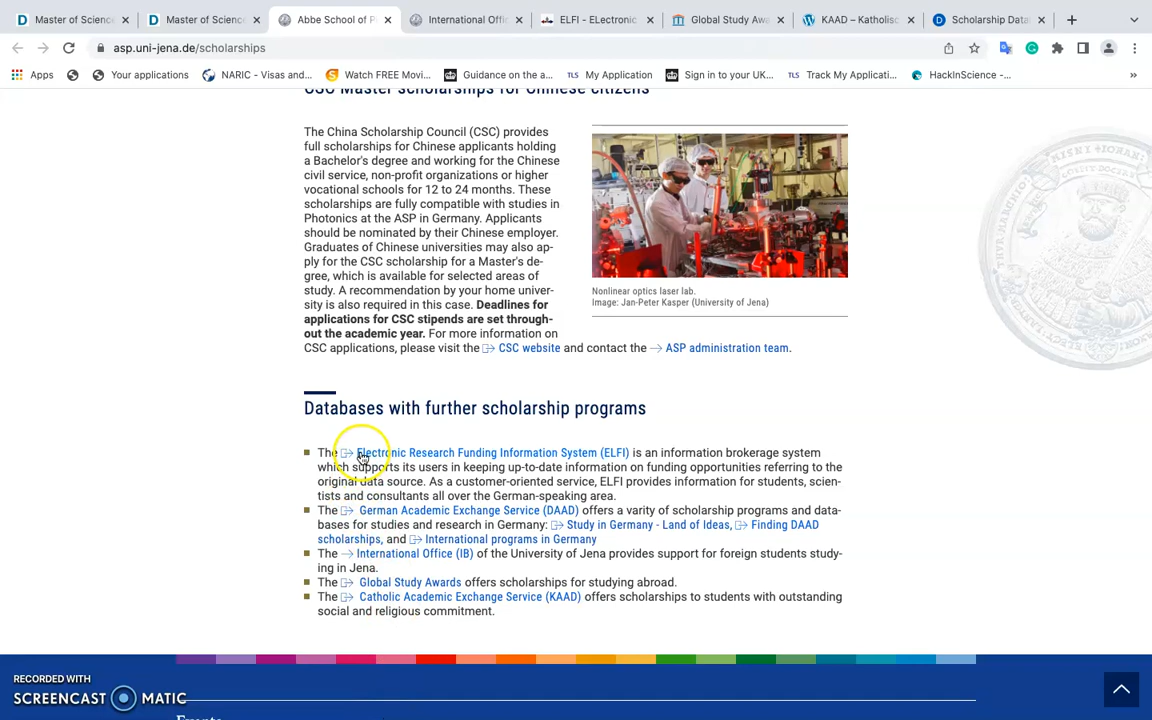 Master of Science
Master of Science
Abbe School of P
International Offi
ELFI - ELectronic
Global Study Awa
KAAD – Katholisc
Scholarship Data
asp.uni-jena.de/scholarships
Apps
Your applications
NARIC - Visas and...
Watch FREE Movi...
Guidance on the a...
TLS My Application
Sign in to your UK...
TLS Track My Applicati...
HackInScience -...
CSC Master scholarships for Chinese citizens
The China Scholarship Council (CSC) provides
full scholarships for Chinese applicants holding
a Bachelor's degree and working for the Chinese
civil service, non-profit organizations or higher
vocational schools for 12 to 24 months. These
scholarships are fully compatible with studies in
Photonics at the ASP in Germany. Applicants
should be nominated by their Chinese employer.
Graduates of Chinese universities may also ap-
ply for the CSC scholarship for a Master's de-
gree, which is available for selected areas of
study. A recommendation by your home univer-
sity is also required in this case. Deadlines for
applications for CSC stipends are set through-
out the academic year. For more information on
CSC applications, please visit the CSC website and contact the ASP administration team.
Nonlinear optics laser lab.
Image: Jan-Peter Kasper (University of Jena)
Databases with further scholarship programs
The Electronic Research Funding Information System (ELFI) is an information brokerage system
which supports its users in keeping up-to-date information on funding opportunities referring to the
original data source. As a customer-oriented service, ELFI provides information for students, scien-
tists and consultants all over the German-speaking area.
The German Academic Exchange Service (DAAD) offers a varity of scholarship programs and data-
bases for studies and research in Germany: Study in Germany - Land of Ideas, Finding DAAD
scholarships, and International programs in Germany
The International Office (IB) of the University of Jena provides support for foreign students study-
ing in Jena.
The Global Study Awards offers scholarships for studying abroad.
The Catholic Academic Exchange Service (KAAD) offers scholarships to students with outstanding
social and religious commitment.
RECORDED WITH
SCREENCAST MATIC
Events